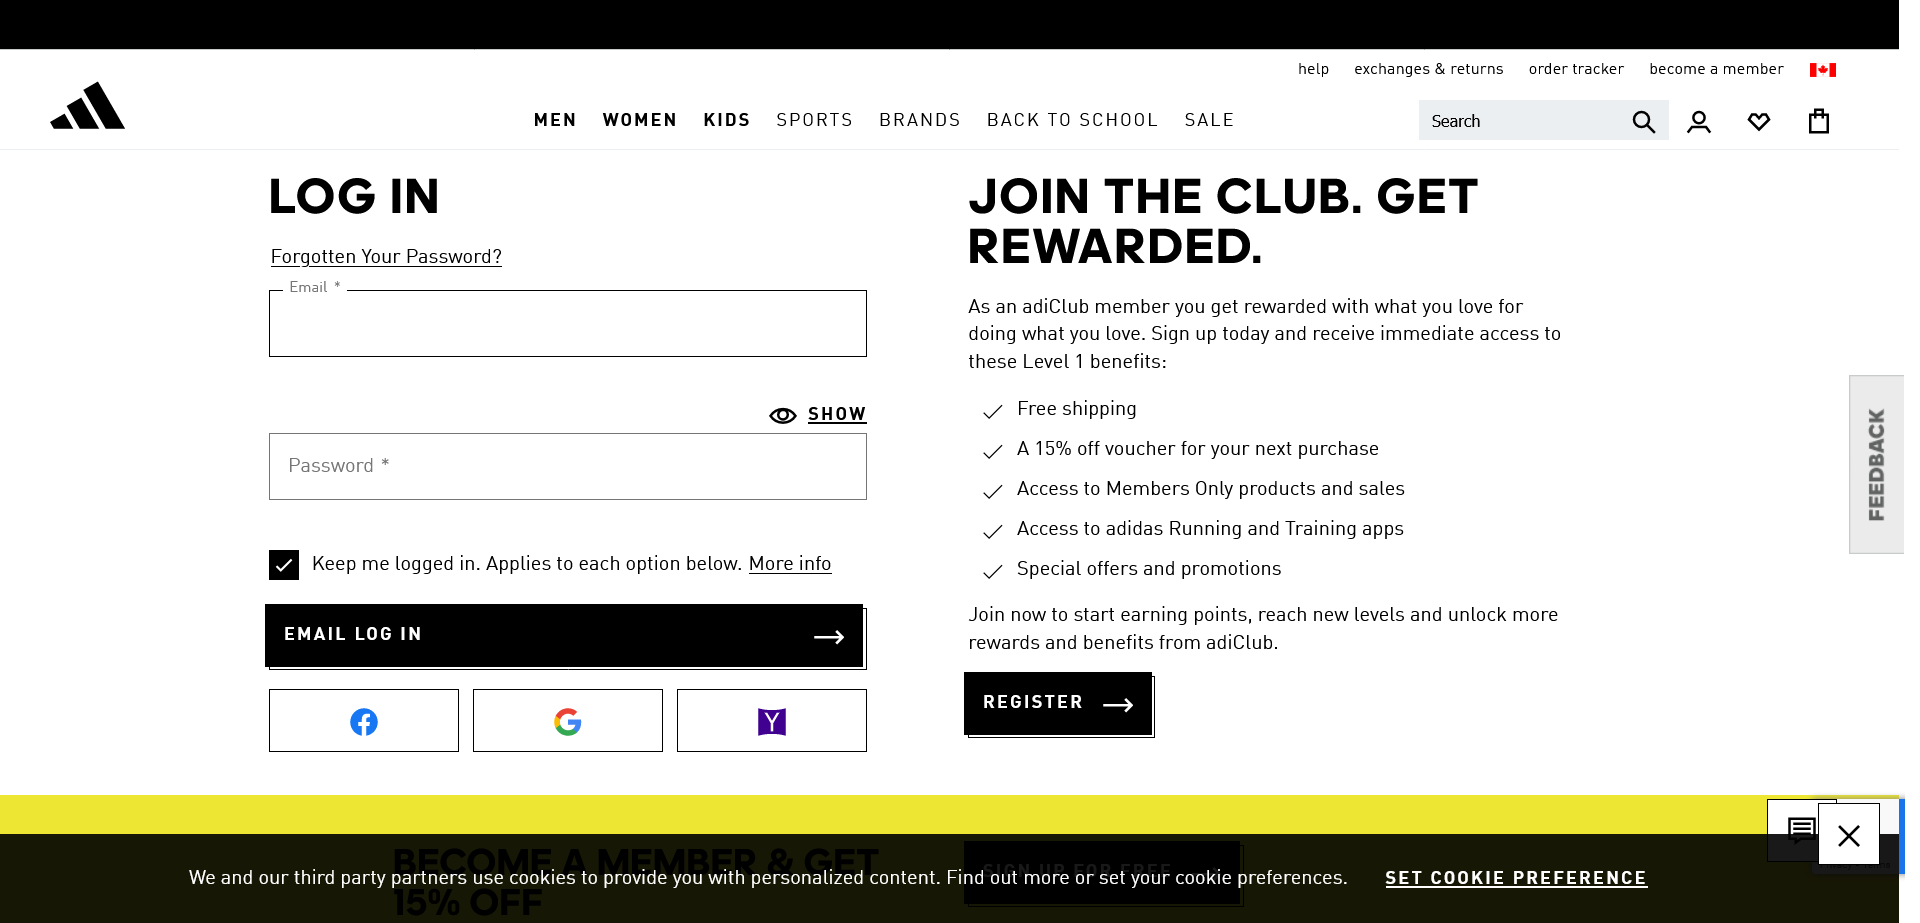 help exchanges & returns order tracker become a member
MEN WOMEN KIDS SPORTS BRANDS BACK TO SCHOOL SALE Search
LOG IN
Forgotten Your Password?
Email *
SHOW
Password *
Keep me logged in. Applies to each option below. More info
EMAIL LOG IN
JOIN THE CLUB. GET
REWARDED.
As an adiClub member you get rewarded with what you love for
doing what you love. Sign up today and receive immediate access to
these Level 1 benefits:
Free shipping
A 15% off voucher for your next purchase
Access to Members Only products and sales
Access to adidas Running and Training apps
Special offers and promotions
Join now to start earning points, reach new levels and unlock more
rewards and benefits from adiClub.
REGISTER
FEEDBACK
BECOME A MEMBER & GET
15% OFF
SIGN UP FOR FREE
We and our third party partners use cookies to provide you with personalized content. Find out more or set your cookie preferences. SET COOKIE PREFERENCE